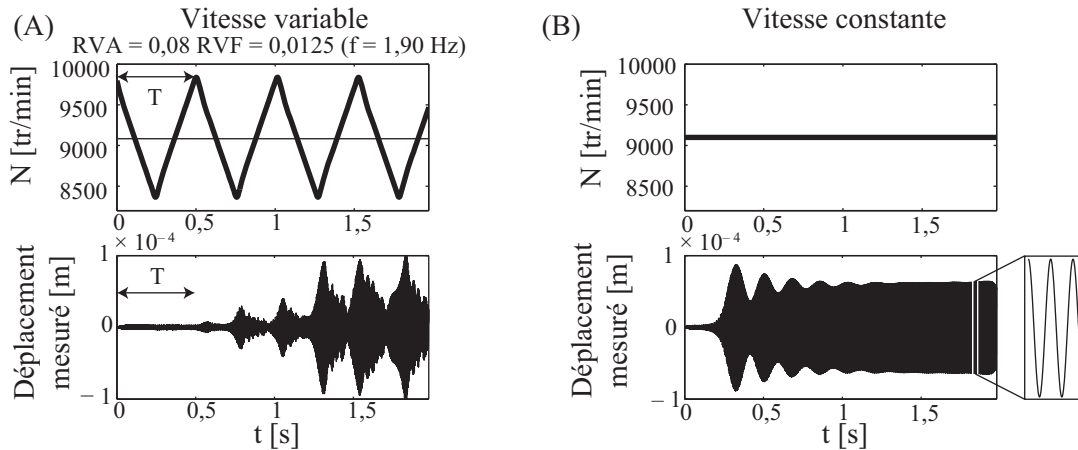 (A)
Vitesse variable
RVA = 0,08 RVF = 0,0125 (f = 1,90 Hz)
N [tr/min]
10000
9500
9000
8500
T
0
0,5
1
1,5
Déplacement
mesuré [m]
× 10⁻⁴
1
0
− 1
T
0
0,5
1
1,5
t [s]
(B)
Vitesse constante
N [tr/min]
10000
9500
9000
8500
0
0,5
1
1,5
Déplacement
mesuré [m]
× 10⁻⁴
1
0
− 1
0
0,5
1
1,5
t [s]